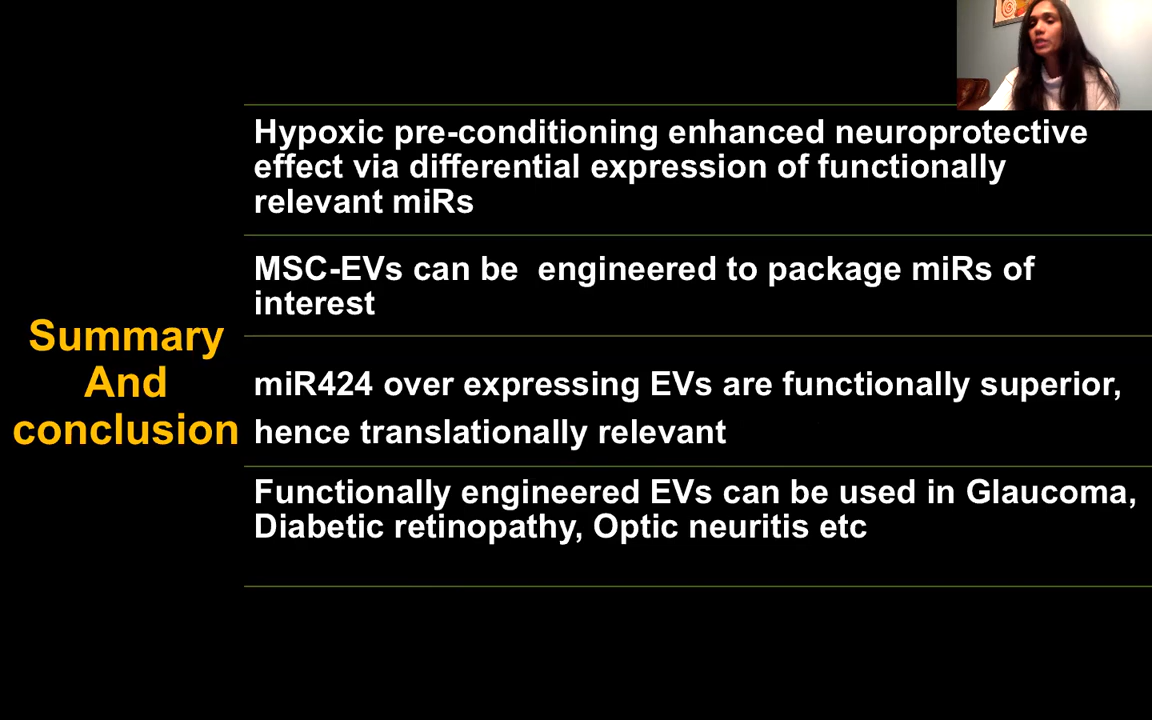 Summary
And
conclusion
Hypoxic pre-conditioning enhanced neuroprotective
effect via differential expression of functionally
relevant miRs
MSC-EVs can be  engineered to package miRs of
interest
miR424 over expressing EVs are functionally superior,
hence translationally relevant
Functionally engineered EVs can be used in Glaucoma,
Diabetic retinopathy, Optic neuritis etc